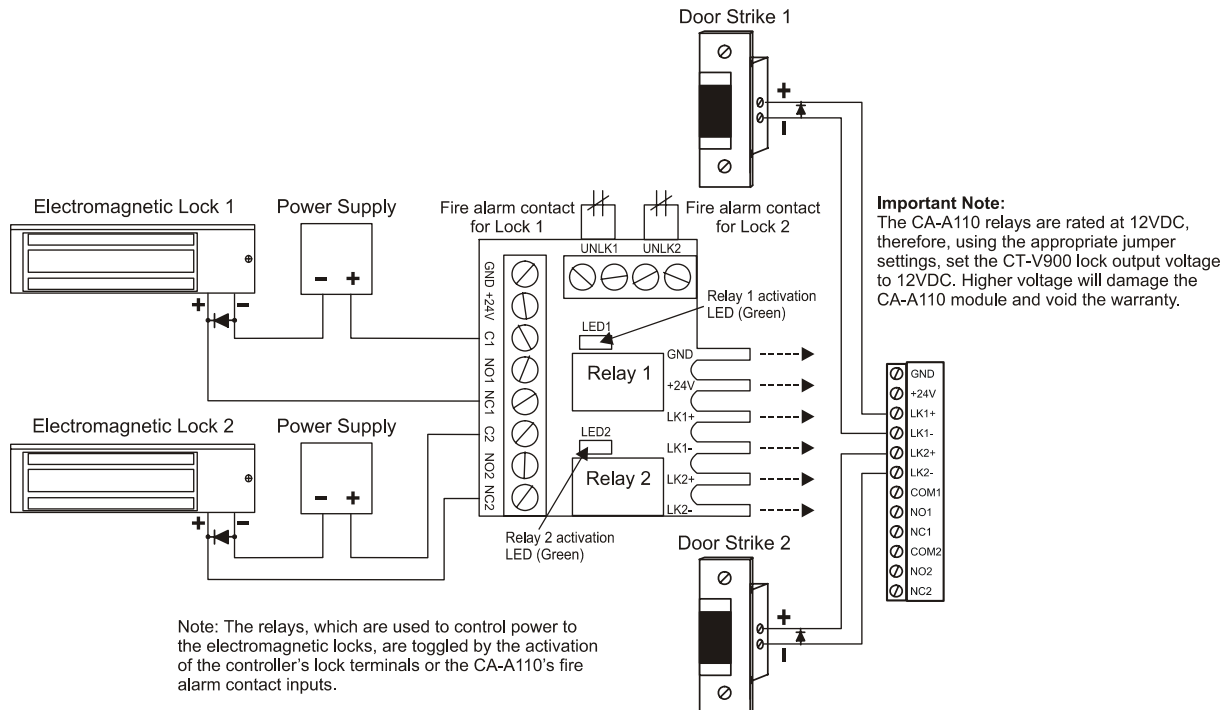 Door Strike 1
+
–
Electromagnetic Lock 1
Power Supply
– +
+ –
Fire alarm contact
for Lock 1
Fire alarm contact
for Lock 2
UNLK1 UNLK2
Important Note:
The CA-A110 relays are rated at 12VDC,
therefore, using the appropriate jumper
settings, set the CT-V900 lock output voltage
to 12VDC. Higher voltage will damage the
CA-A110 module and void the warranty.
GND
+24V
C1
NO1
NC1
C2
NO2
NC2
Relay 1 activation
LED (Green)
LED1
Relay 1
LED2
Relay 2
GND
+24V
LK1+
LK1-
LK2+
LK2-
Relay 2 activation
LED (Green)
Electromagnetic Lock 2
Power Supply
– +
+ –
GND
+24V
LK1+
LK1-
LK2+
LK2-
COM1
NO1
NC1
COM2
NO2
NC2
Door Strike 2
+
–
Note: The relays, which are used to control power to
the electromagnetic locks, are toggled by the activation
of the controller's lock terminals or the CA-A110's fire
alarm contact inputs.